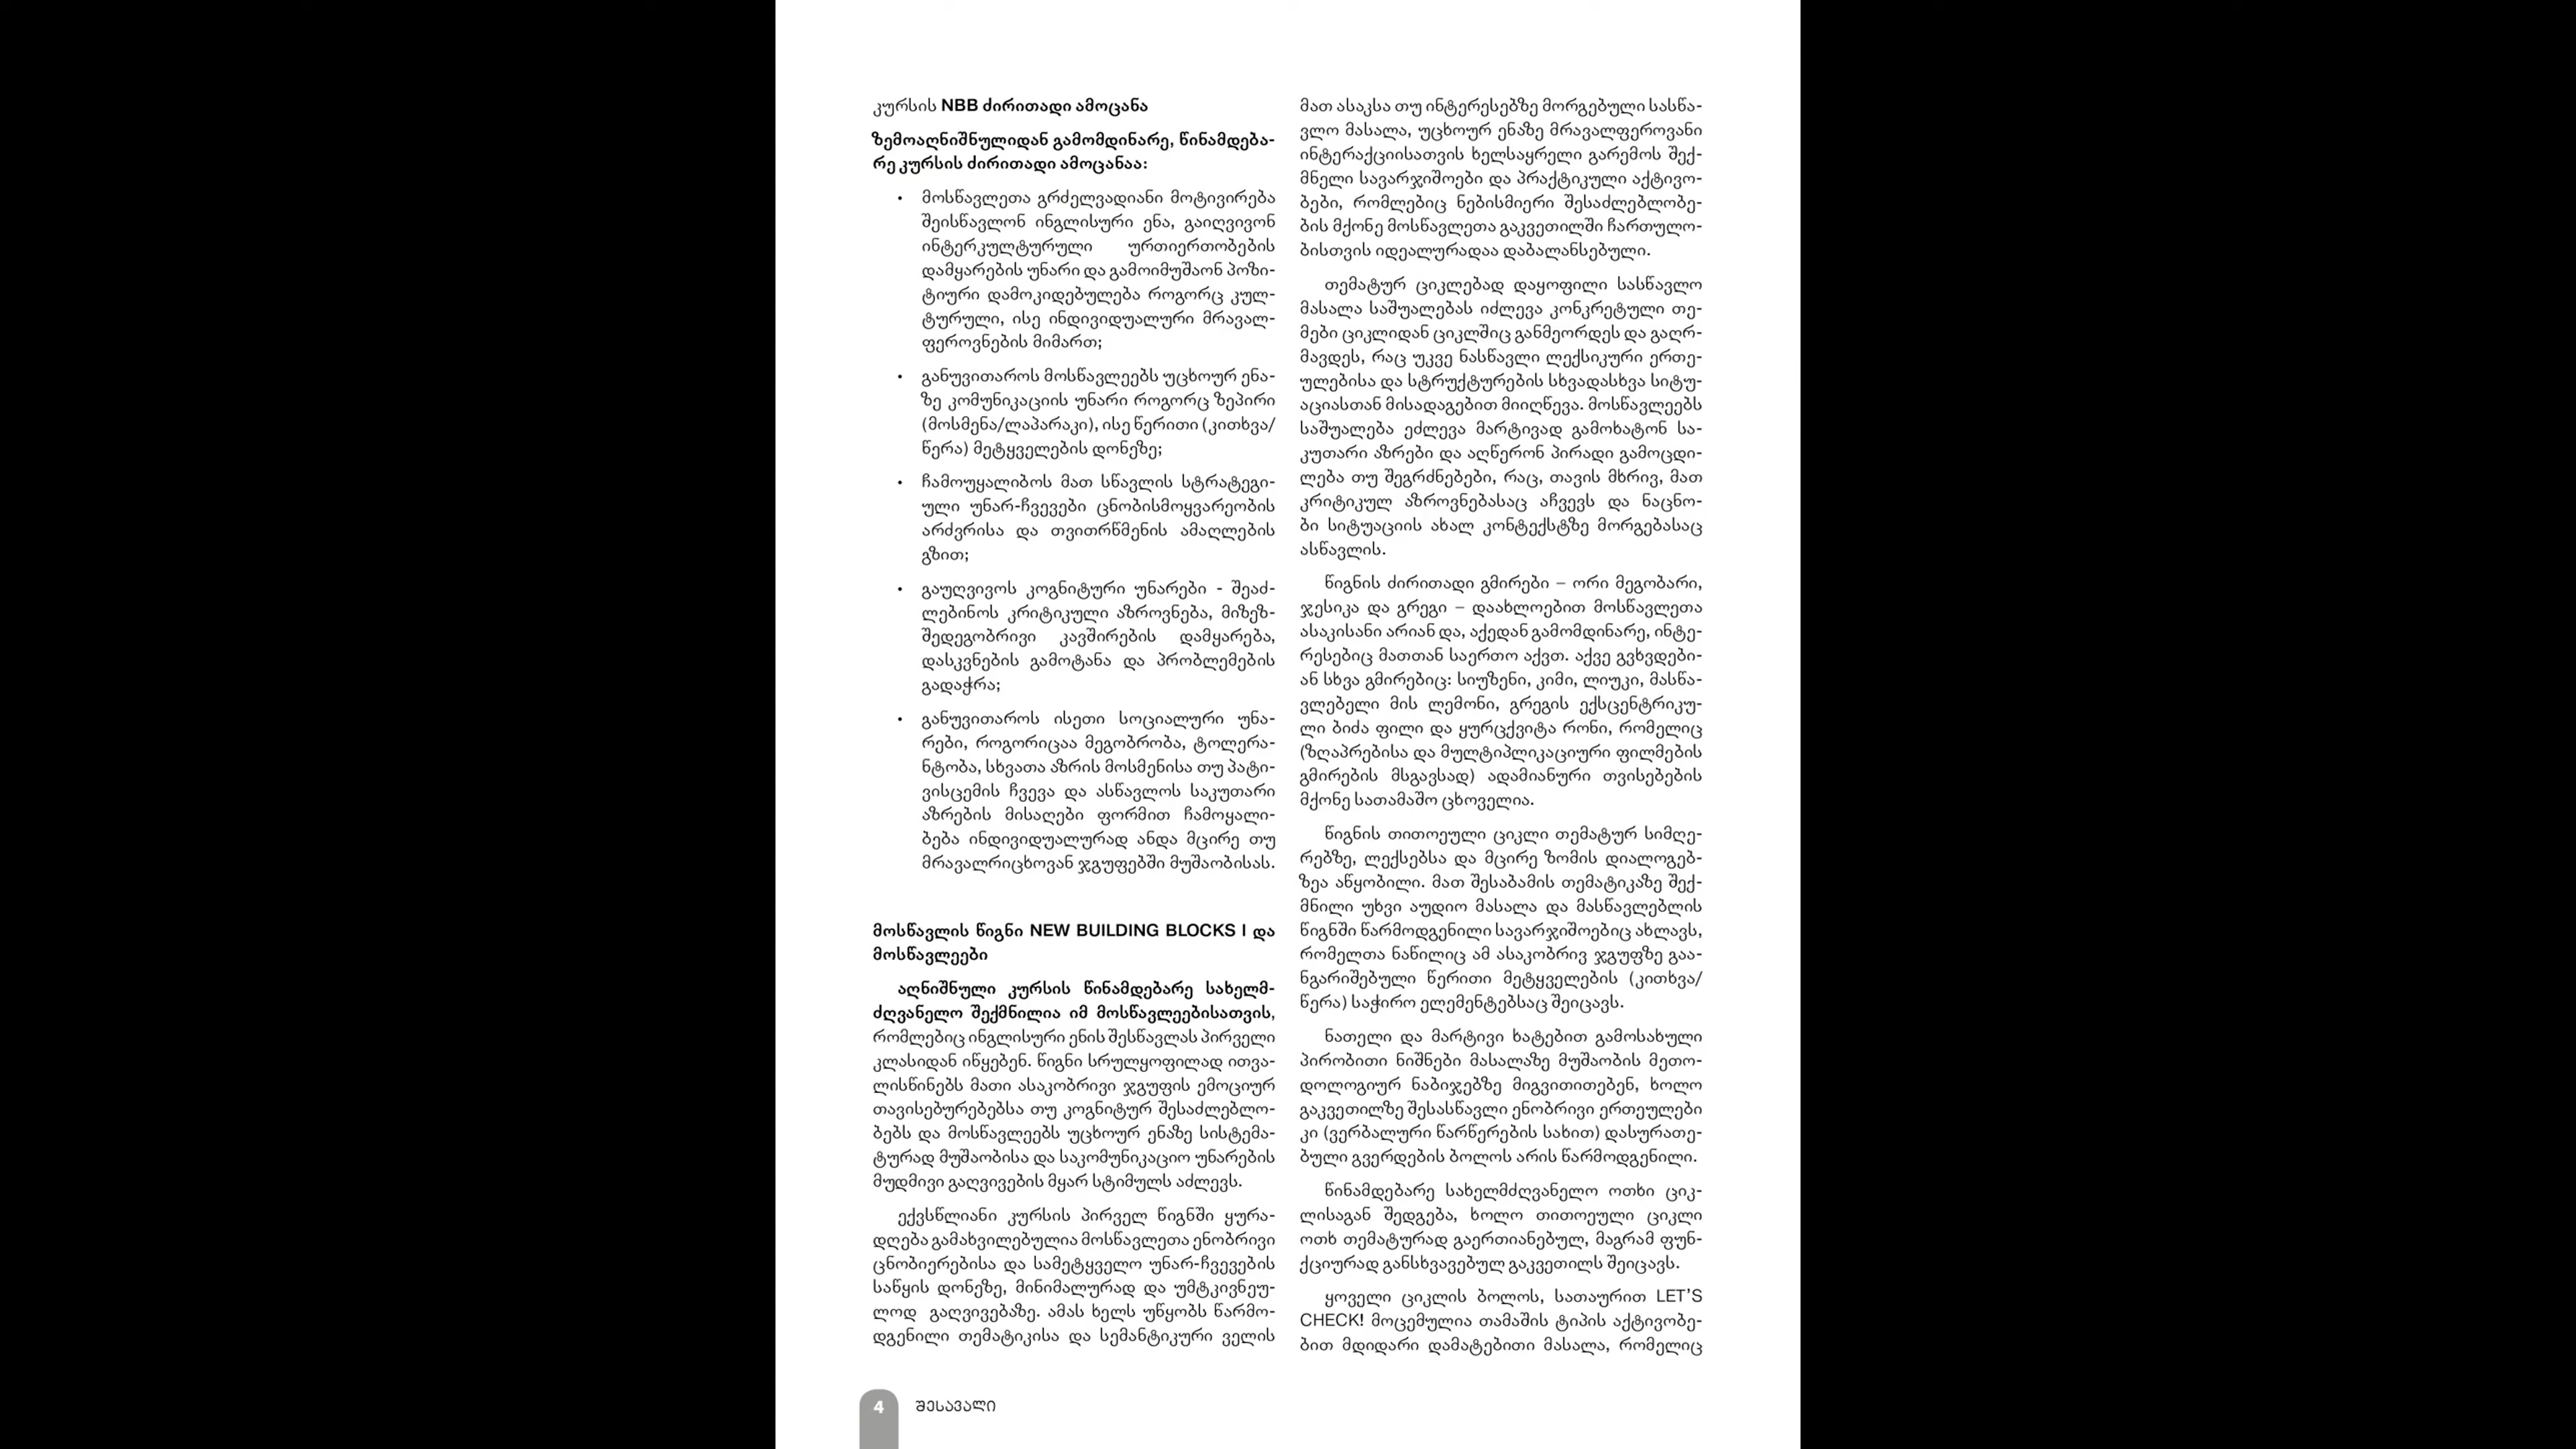 კურსის NBB ძირითადი ამოცანა
ზემოაღნიშნულიდან გამომდინარე, წინამდება-
რე კურსის ძირითადი ამოცანაა:
• მოსწავლეთა გრძელვადიანი მოტივირება
შეისწავლონ ინგლისური ენა, გაიღვივონ
ინტერკულტურული ურთიერთობების
დამყარების უნარი და გამოიმუშაონ პოზი-
ტიური დამოკიდებულება როგორც კულ-
ტურული, ისე ინდივიდუალური მრავალ-
ფეროვნების მიმართ;
• განუვითაროს მოსწავლეებს უცხოურ ენა-
ზე კომუნიკაციის უნარი როგორც ზეპირი
(მოსმენა/ლაპარაკი), ისე წერითი (კითხვა/
წერა) მეტყველების დონეზე;
• ჩამოუყალიბოს მათ სწავლის სტრატეგი-
ული უნარ-ჩვევები ცნობისმოყვარეობის
არძვრისა და თვითრწმენის ამაღლების
გზით;
• გაუღვივოს კოგნიტური უნარები - შეაძ-
ლებინოს კრიტიკული აზროვნება, მიზეზ-
შედეგობრივი კავშირების დამყარება,
დასკვნების გამოტანა და პრობლემების
გადაჭრა;
• განუვითაროს ისეთი სოციალური უნა-
რები, როგორიცაა მეგობრობა, ტოლერა-
ნტობა, სხვათა აზრის მოსმენისა თუ პატი-
ვისცემის ჩვევა და ასწავლოს საკუთარი
აზრების მისაღები ფორმით ჩამოყალი-
ბება ინდივიდუალურად ანდა მცირე თუ
მრავალრიცხოვან ჯგუფებში მუშაობისას.
მოსწავლის წიგნი NEW BUILDING BLOCKS I და
მოსწავლეები
აღნიშნული კურსის წინამდებარე სახელმ-
ძღვანელო შექმნილია იმ მოსწავლეებისათვის,
რომლებიც ინგლისური ენის შესწავლას პირველი
კლასიდან იწყებენ. წიგნი სრულყოფილად ითვა-
ლისწინებს მათი ასაკობრივი ჯგუფის ემოციურ
თავისებურებებსა თუ კოგნიტურ შესაძლებლო-
ბებს და მოსწავლეებს უცხოურ ენაზე სისტემა-
ტურად მუშაობისა და საკომუნიკაციო უნარების
მუდმივი გაღვივების მყარ სტიმულს აძლევს.
ექვსწლიანი კურსის პირველ წიგნში ყურა-
დღება გამახვილებულია მოსწავლეთა ენობრივი
ცნობიერებისა და სამეტყველო უნარ-ჩვევების
საწყის დონეზე, მინიმალურად და უმტკივნეუ-
ლოდ გაღვივებაზე. ამას ხელს უწყობს წარმო-
დგენილი თემატიკისა და სემანტიკური ველის
მათ ასაკსა თუ ინტერესებზე მორგებული სასწა-
ვლო მასალა, უცხოურ ენაზე მრავალფეროვანი
ინტერაქციისათვის ხელსაყრელი გარემოს შექ-
მნელი სავარჯიშოები და პრაქტიკული აქტივო-
ბები, რომლებიც ნებისმიერი შესაძლებლობე-
ბის მქონე მოსწავლეთა გაკვეთილში ჩართულო-
ბისთვის იდეალურადაა დაბალანსებული.
თემატურ ციკლებად დაყოფილი სასწავლო
მასალა საშუალებას იძლევა კონკრეტული თე-
მები ციკლიდან ციკლშიც განმეორდეს და გაღრ-
მავდეს, რაც უკვე ნასწავლი ლექსიკური ერთე-
ულებისა და სტრუქტურების სხვადასხვა სიტუ-
აციასთან მისადაგებით მიიღწევა. მოსწავლეებს
საშუალება ეძლევა მარტივად გამოხატონ სა-
კუთარი აზრები და აღწერონ პირადი გამოცდი-
ლება თუ შეგრძნებები, რაც, თავის მხრივ, მათ
კრიტიკულ აზროვნებასაც აჩვევს და ნაცნო-
ბი სიტუაციის ახალ კონტექსტზე მორგებასაც
ასწავლის.
წიგნის ძირითადი გმირები – ორი მეგობარი,
ჯესიკა და გრეგი – დაახლოებით მოსწავლეთა
ასაკისანი არიან და, აქედან გამომდინარე, ინტე-
რესებიც მათთან საერთო აქვთ. აქვე გვხვდები-
ან სხვა გმირებიც: სიუზენი, კიმი, ლიუკი, მასწა-
ვლებელი მის ლემონი, გრეგის ექსცენტრიკუ-
ლი ბიძა ფილი და ყურცქვიტა რონი, რომელიც
(ზღაპრებისა და მულტიპლიკაციური ფილმების
გმირების მსგავსად) ადამიანური თვისებების
მქონე სათამაშო ცხოველია.
წიგნის თითოეული ციკლი თემატურ სიმღე-
რებზე, ლექსებსა და მცირე ზომის დიალოგებ-
ზეა აწყობილი. მათ შესაბამის თემატიკაზე შექ-
მნილი უხვი აუდიო მასალა და მასწავლებლის
წიგნში წარმოდგენილი სავარჯიშოებიც ახლავს,
რომელთა ნაწილიც ამ ასაკობრივ ჯგუფზე გაა-
ნგარიშებული წერითი მეტყველების (კითხვა/
წერა) საჭირო ელემენტებსაც შეიცავს.
ნათელი და მარტივი ხატებით გამოსახული
პირობითი ნიშნები მასალაზე მუშაობის მეთო-
დოლოგიურ ნაბიჯებზე მიგვითითებენ, ხოლო
გაკვეთილზე შესასწავლი ენობრივი ერთეულები
კი (ვერბალური წარწერების სახით) დასურათე-
ბული გვერდების ბოლოს არის წარმოდგენილი.
წინამდებარე სახელმძღვანელო ოთხი ციკ-
ლისაგან შედგება, ხოლო თითოეული ციკლი
ოთხ თემატურად გაერთიანებულ, მაგრამ ფუნ-
ქციურად განსხვავებულ გაკვეთილს შეიცავს.
ყოველი ციკლის ბოლოს, სათაურით LET’S
CHECK! მოცემულია თამაშის ტიპის აქტივობე-
ბით მდიდარი დამატებითი მასალა, რომელიც
4 ᲨᲔᲡᲐᲕᲐᲚᲘ